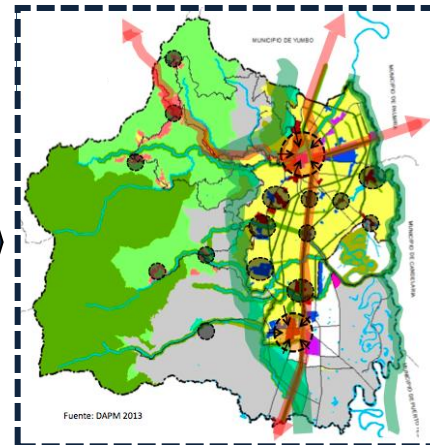 MUNICIPIO DE YUMBO
MUNICIPIO DE PALMIRA
MUNICIPIO DE CANDELARIA
Fuente: DAPM 2013